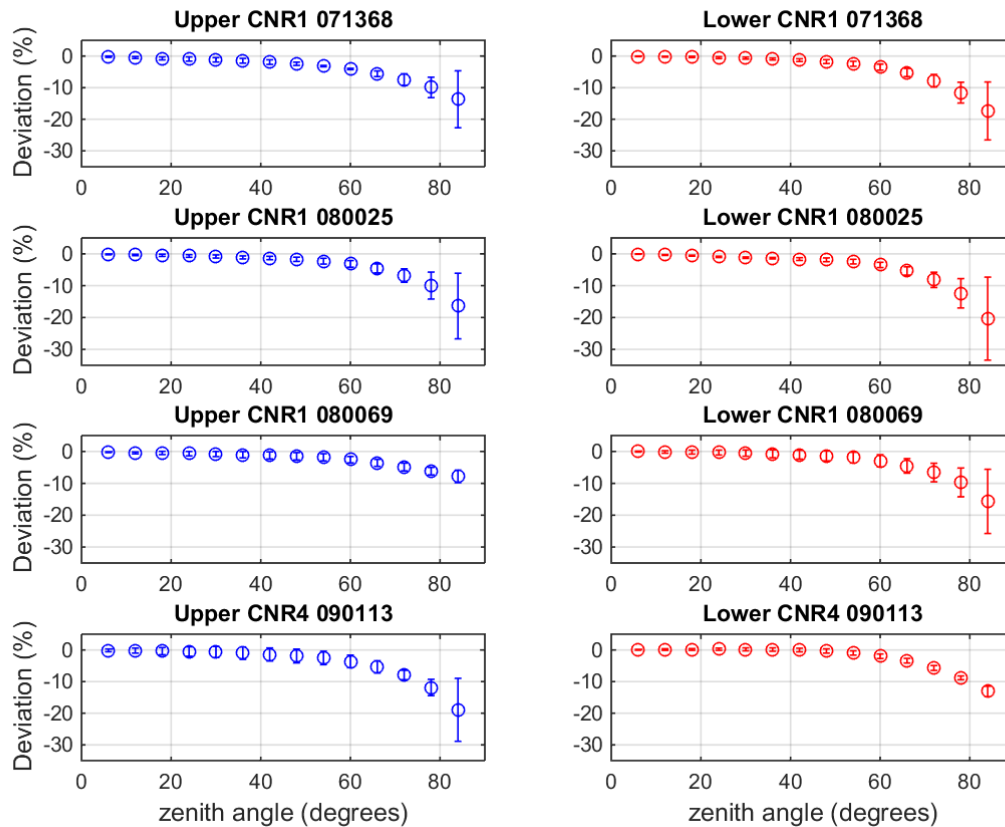 Upper CNR1 071368
Lower CNR1 071368
Deviation (%)
0
-10
-20
-30
0 20 40 60 80
0
-10
-20
-30
0 20 40 60 80
Upper CNR1 080025
Lower CNR1 080025
Deviation (%)
0
-10
-20
-30
0 20 40 60 80
0
-10
-20
-30
0 20 40 60 80
Upper CNR1 080069
Lower CNR1 080069
Deviation (%)
0
-10
-20
-30
0 20 40 60 80
0
-10
-20
-30
0 20 40 60 80
Upper CNR4 090113
Lower CNR4 090113
Deviation (%)
0
-10
-20
-30
0 20 40 60 80
zenith angle (degrees)
0
-10
-20
-30
0 20 40 60 80
zenith angle (degrees)